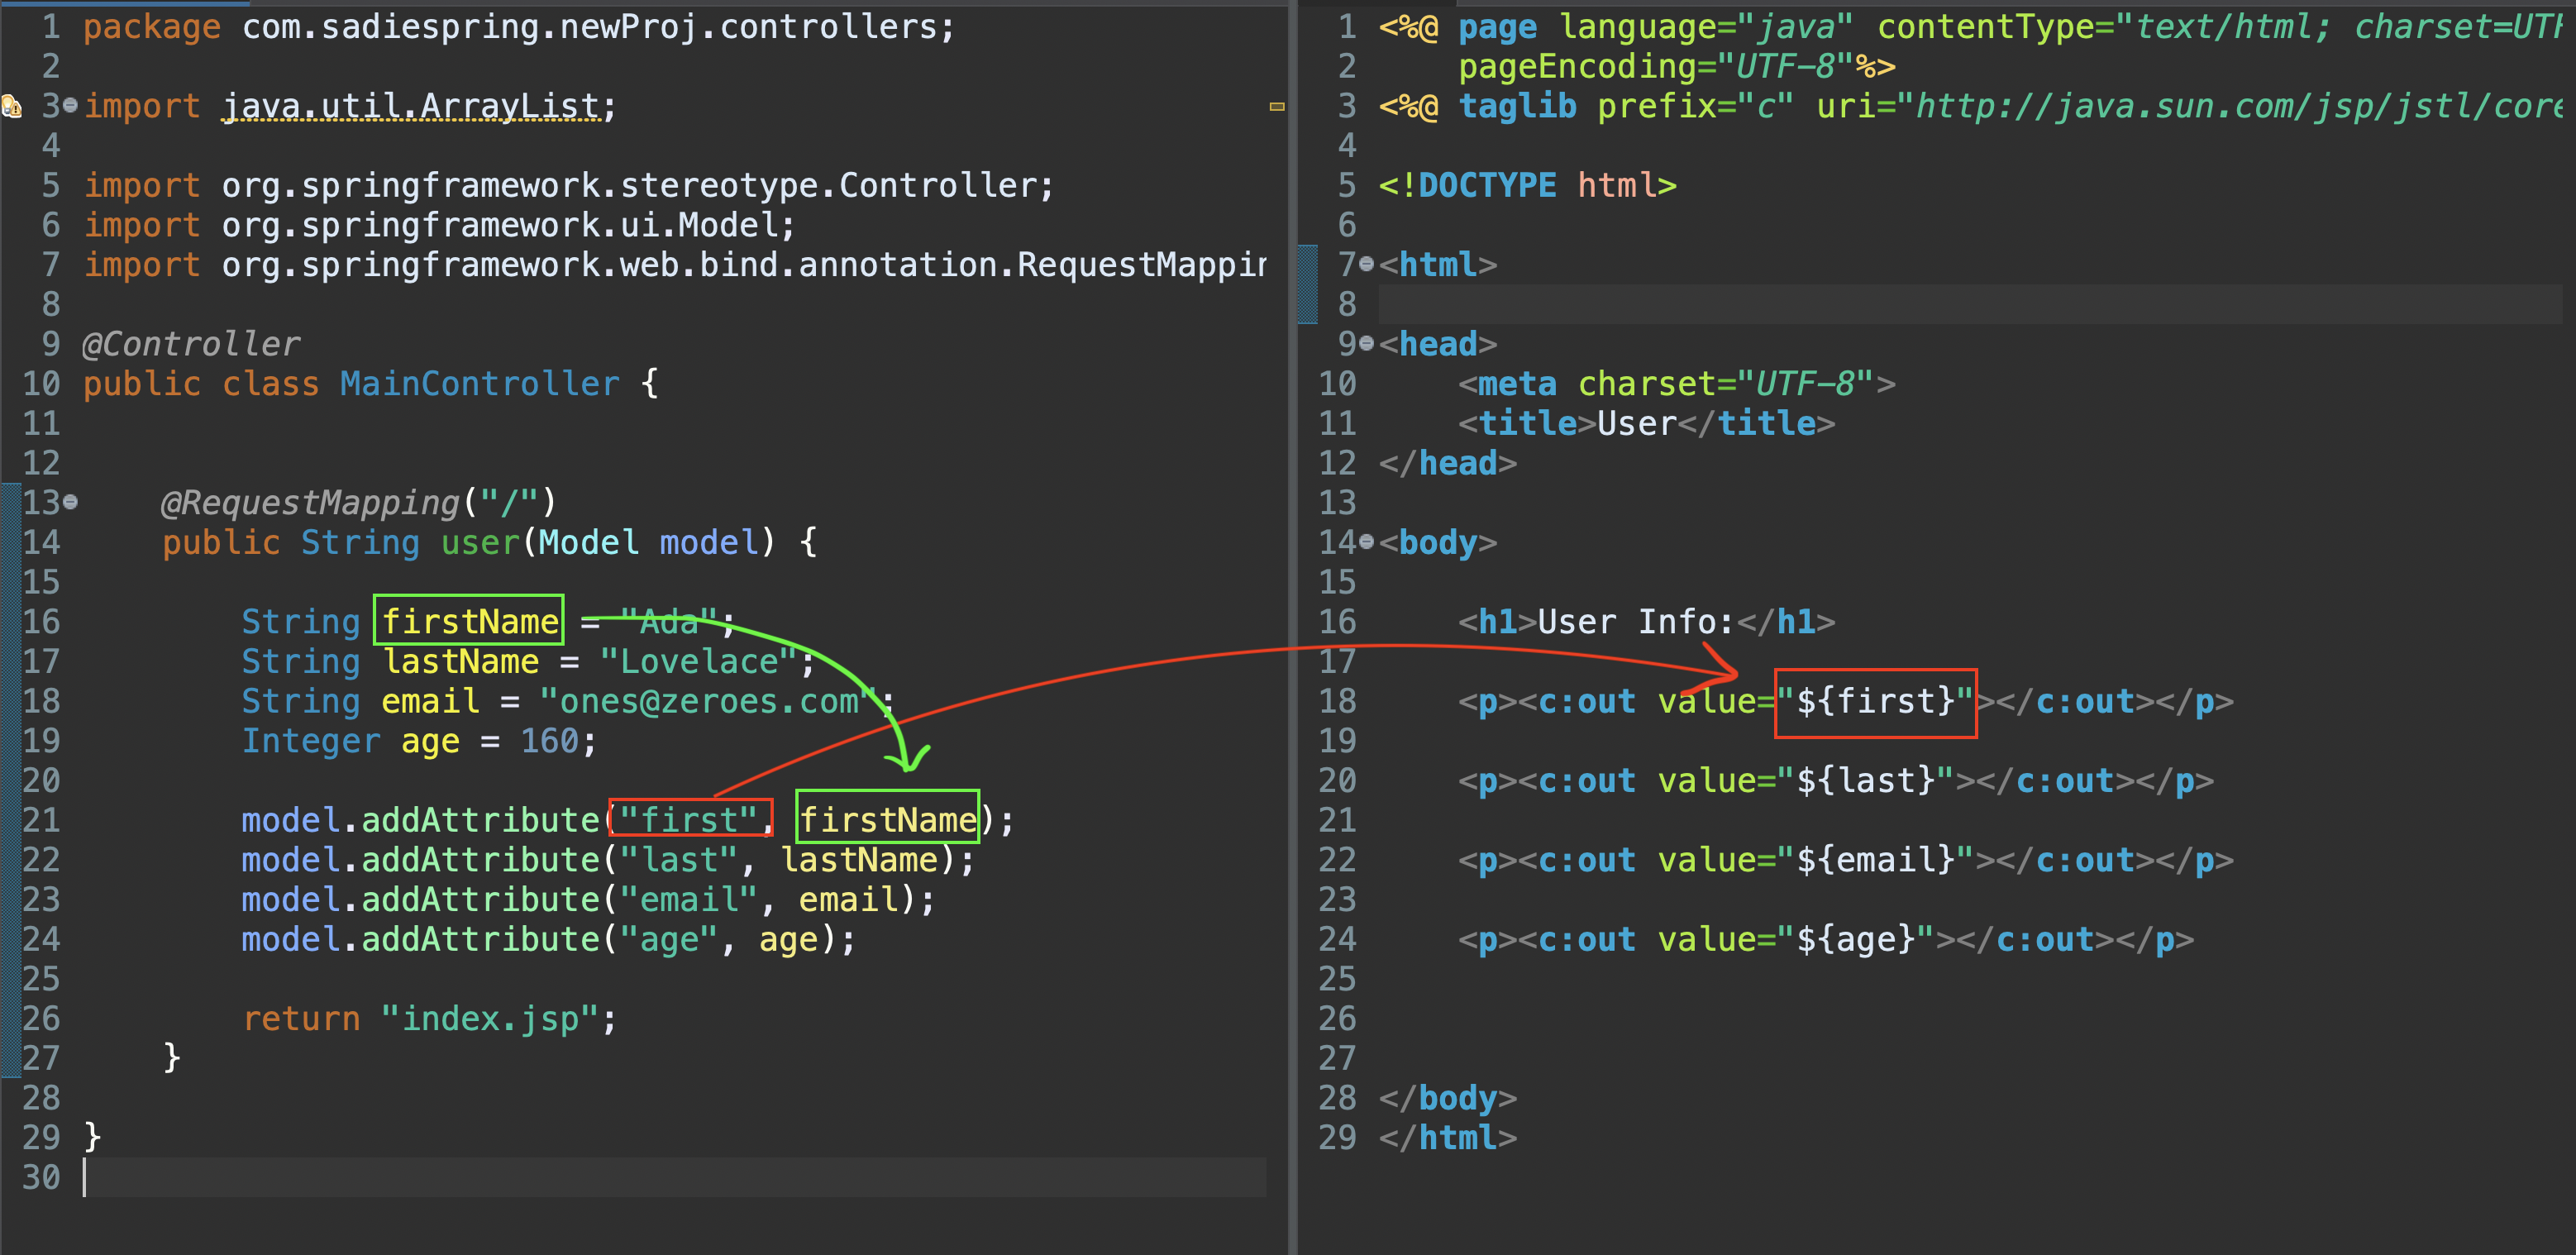 1 package com.sadiespring.newProj.controllers;
2
3 import java.util.ArrayList;
4
5 import org.springframework.stereotype.Controller;
6 import org.springframework.ui.Model;
7 import org.springframework.web.bind.annotation.RequestMappin
8
9 @Controller
10 public class MainController {
11
12
13 @RequestMapping("/")
14 public String user(Model model) {
15
16 String firstName = "Ada";
17 String lastName = "Lovelace";
18 String email = "ones@zeroes.com";
19 Integer age = 160;
20
21 model.addAttribute("first", firstName);
22 model.addAttribute("last", lastName);
23 model.addAttribute("email", email);
24 model.addAttribute("age", age);
25
26 return "index.jsp";
27 }
28
29 }
30
1 <%@ page language="java" contentType="text/html; charset=UTF
2 pageEncoding="UTF-8"%>
3 <%@ taglib prefix="c" uri="http://java.sun.com/jsp/jstl/core
4
5 <!DOCTYPE html>
6
7 <html>
8
9 <head>
10 <meta charset="UTF-8">
11 <title>User</title>
12 </head>
13
14 <body>
15
16 <h1>User Info:</h1>
17
18 <p><c:out value="${first}"></c:out></p>
19
20 <p><c:out value="${last}"></c:out></p>
21
22 <p><c:out value="${email}"></c:out></p>
23
24 <p><c:out value="${age}"></c:out></p>
25
26
27
28 </body>
29 </html>